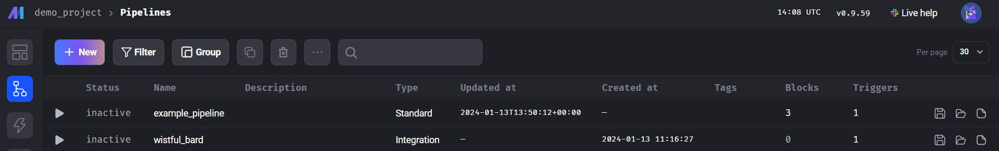 demo_project > Pipelines 14:08 UTC v0.9.59 Live help
+ New Filter Group ... Per page 30
Status Name Description Type Updated at Created at Tags Blocks Triggers
inactive example_pipeline Standard 2024-01-13T13:50:12+00:00 — 3 1
inactive wistful_bard Integration — 2024-01-13 11:16:27 0 1